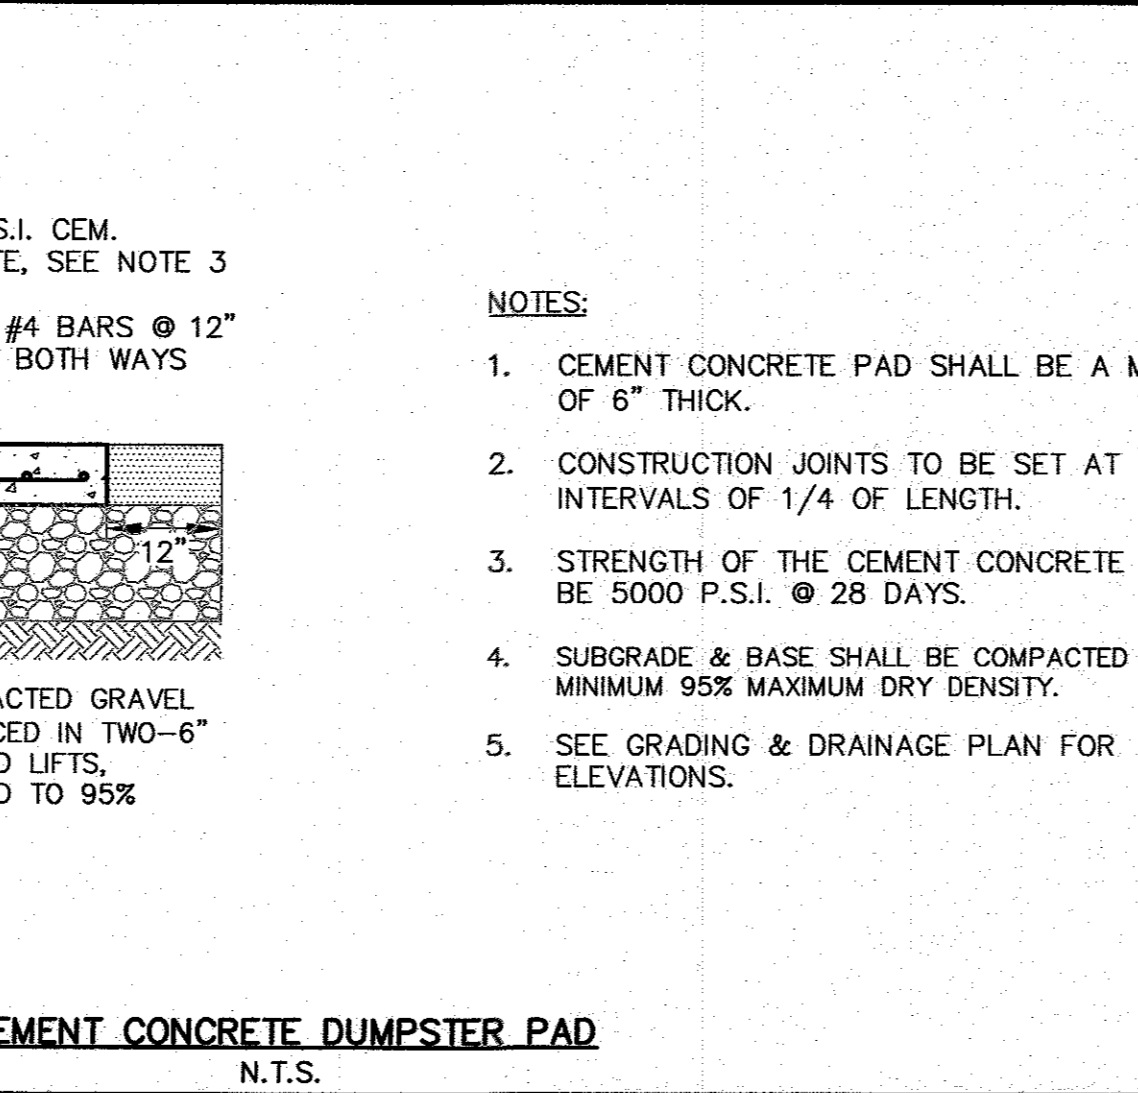 S.I. CEM.
TE, SEE NOTE 3
#4 BARS @ 12"
BOTH WAYS
12"
ACTED GRAVEL
CED IN TWO-6"
D LIFTS,
D TO 95%
NOTES:
1. CEMENT CONCRETE PAD SHALL BE A M
OF 6" THICK.
2. CONSTRUCTION JOINTS TO BE SET AT
INTERVALS OF 1/4 OF LENGTH.
3. STRENGTH OF THE CEMENT CONCRETE
BE 5000 P.S.I. @ 28 DAYS.
4. SUBGRADE & BASE SHALL BE COMPACTED
MINIMUM 95% MAXIMUM DRY DENSITY.
5. SEE GRADING & DRAINAGE PLAN FOR
ELEVATIONS.
EMENT CONCRETE DUMPSTER PAD
N.T.S.